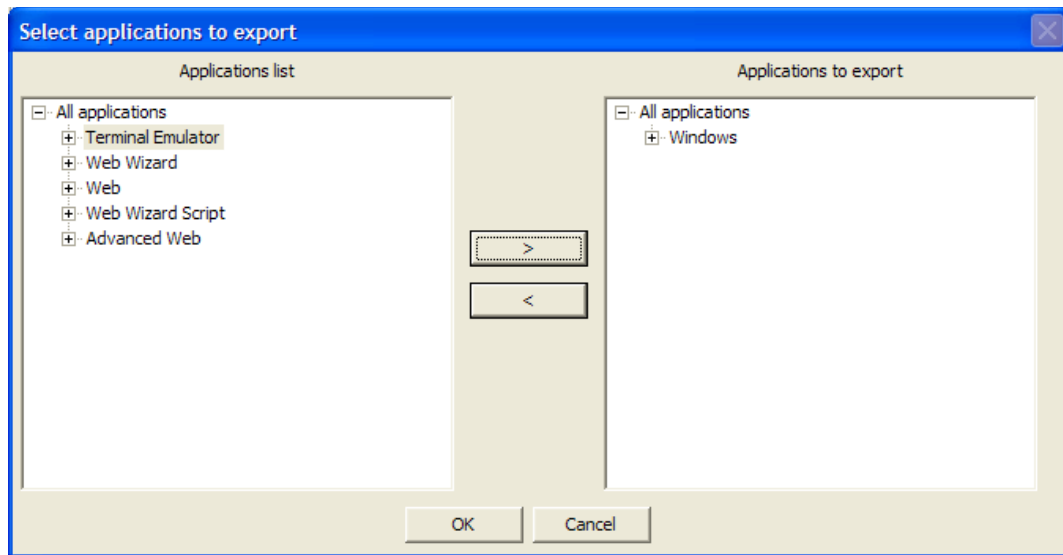 Select applications to export
Applications list
Applications to export
All applications
Terminal Emulator
Web Wizard
Web
Web Wizard Script
Advanced Web
>
<
All applications
Windows
OK
Cancel